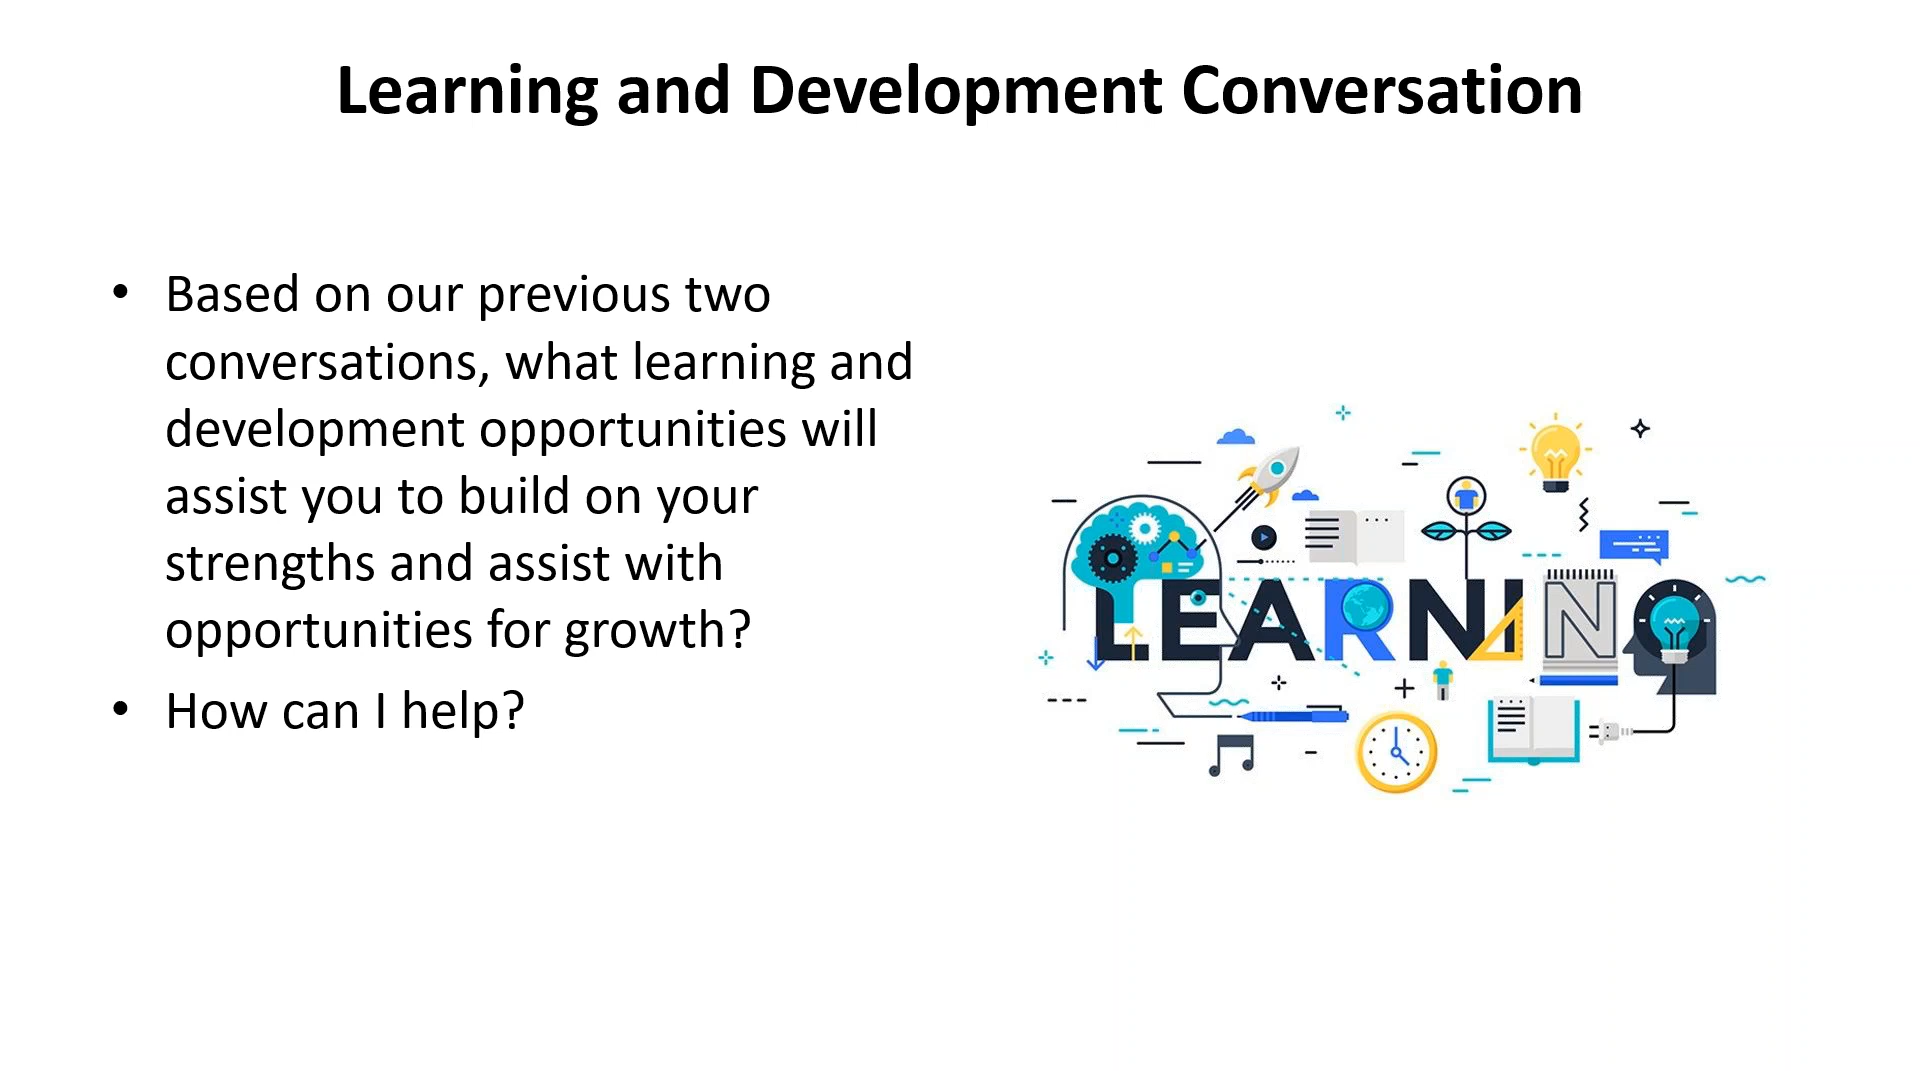 Learning and Development Conversation
• Based on our previous two
conversations, what learning and
development opportunities will
assist you to build on your
strengths and assist with
opportunities for growth?
• How can I help?
LEARNIN